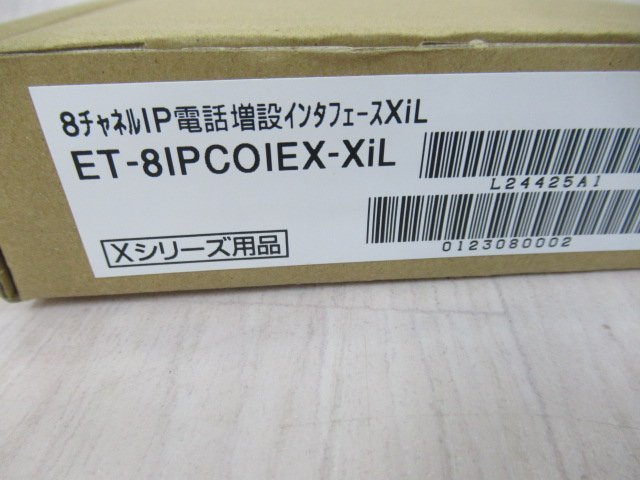 8チャネルIP電話増設インタフェースXiL
ET-8IPCOIEX-XiL
L24425A1
Xシリーズ用品
0123080002